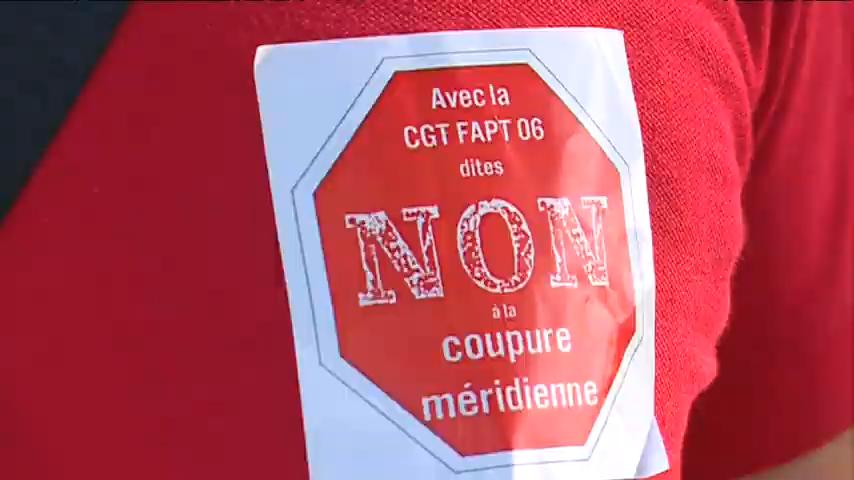 Avec la
CGT FAPT 06
dites
NON
à la
coupure
méridienne